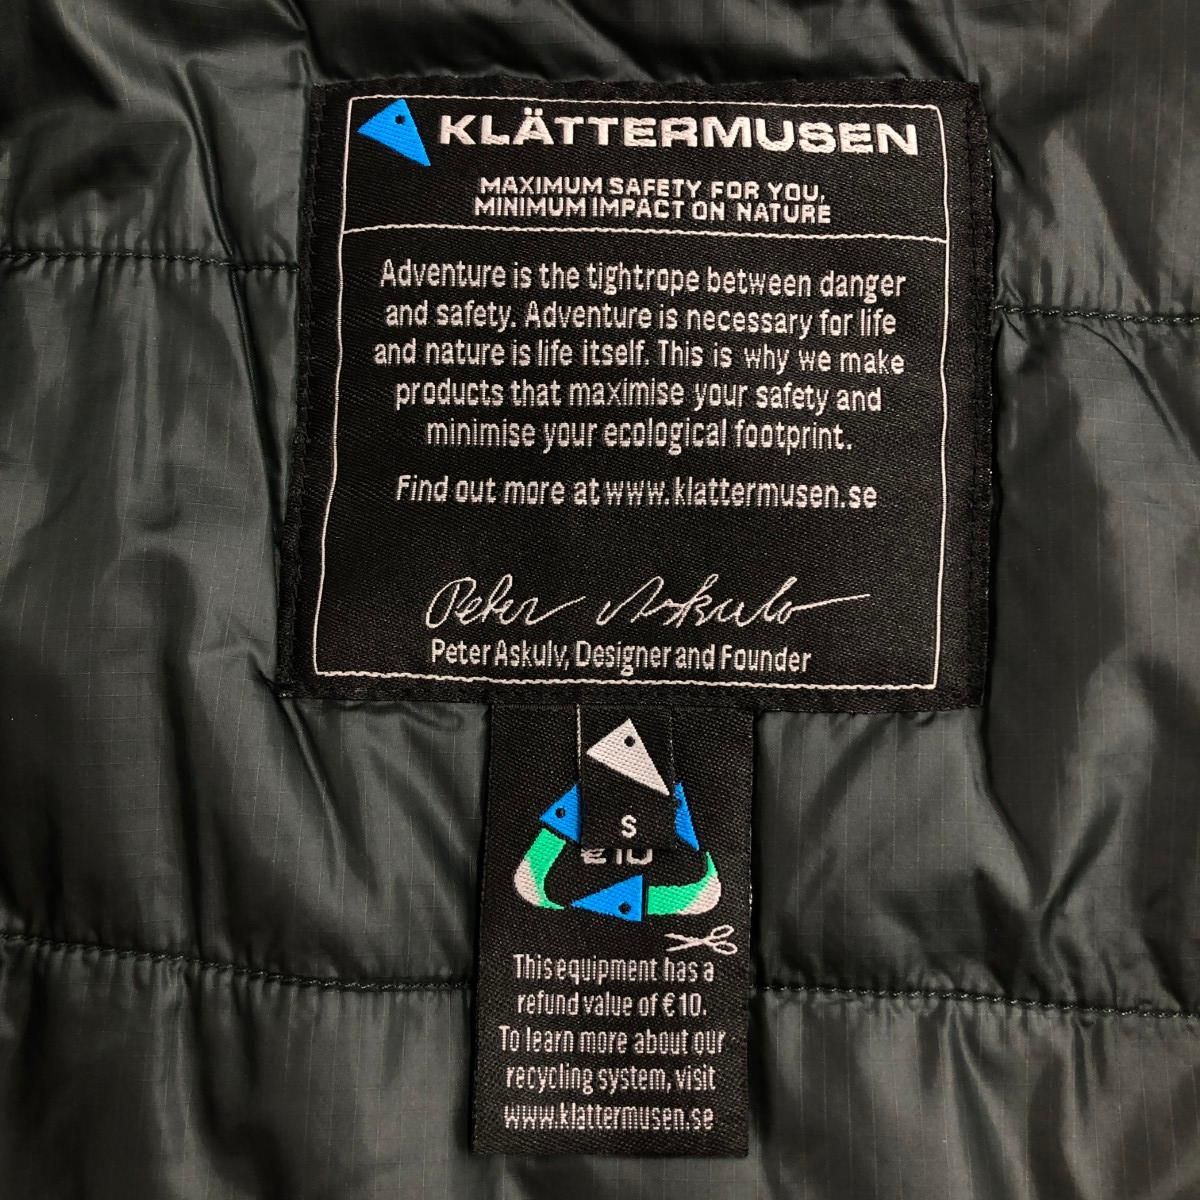 KLÄTTERMUSEN
MAXIMUM SAFETY FOR YOU,
MINIMUM IMPACT ON NATURE
Adventure is the tightrope between danger
and safety. Adventure is necessary for life
and nature is life itself. This is why we make
products that maximise your safety and
minimise your ecological footprint.
Find out more at www.klattermusen.se
Peter Askulv
Peter Askulv, Designer and Founder
S
€10
This equipment has a
refund value of €10.
To learn more about our
recycling system, visit
www.klattermusen.se